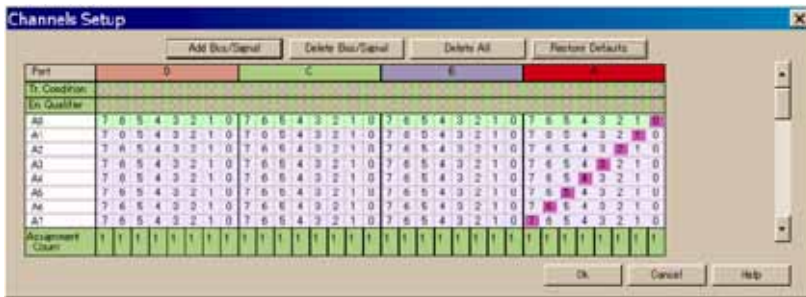 Channels Setup
Add Bus/Signal Delete Bus/Signal Delete All Restore Defaults
Port D C B A
Tr. Condition
En. Qualifier
A0 7 6 5 4 3 2 1 0 7 6 5 4 3 2 1 0 7 6 5 4 3 2 1 0 7 6 5 4 3 2 1 0
A1 7 6 5 4 3 2 1 0 7 6 5 4 3 2 1 0 7 6 5 4 3 2 1 0 7 6 5 4 3 2 1 0
A2 7 6 5 4 3 2 1 0 7 6 5 4 3 2 1 0 7 6 5 4 3 2 1 0 7 6 5 4 3 2 1 0
A3 7 6 5 4 3 2 1 0 7 6 5 4 3 2 1 0 7 6 5 4 3 2 1 0 7 6 5 4 3 2 1 0
A4 7 6 5 4 3 2 1 0 7 6 5 4 3 2 1 0 7 6 5 4 3 2 1 0 7 6 5 4 3 2 1 0
A5 7 6 5 4 3 2 1 0 7 6 5 4 3 2 1 0 7 6 5 4 3 2 1 0 7 6 5 4 3 2 1 0
A6 7 6 5 4 3 2 1 0 7 6 5 4 3 2 1 0 7 6 5 4 3 2 1 0 7 6 5 4 3 2 1 0
A7 7 6 5 4 3 2 1 0 7 6 5 4 3 2 1 0 7 6 5 4 3 2 1 0 7 6 5 4 3 2 1 0
Assignment
Count 1 1 1 1 1 1 1 1 1 1 1 1 1 1 1 1 1 1 1 1 1 1 1 1 1 1 1 1 1 1 1 1
Ok Cancel Help